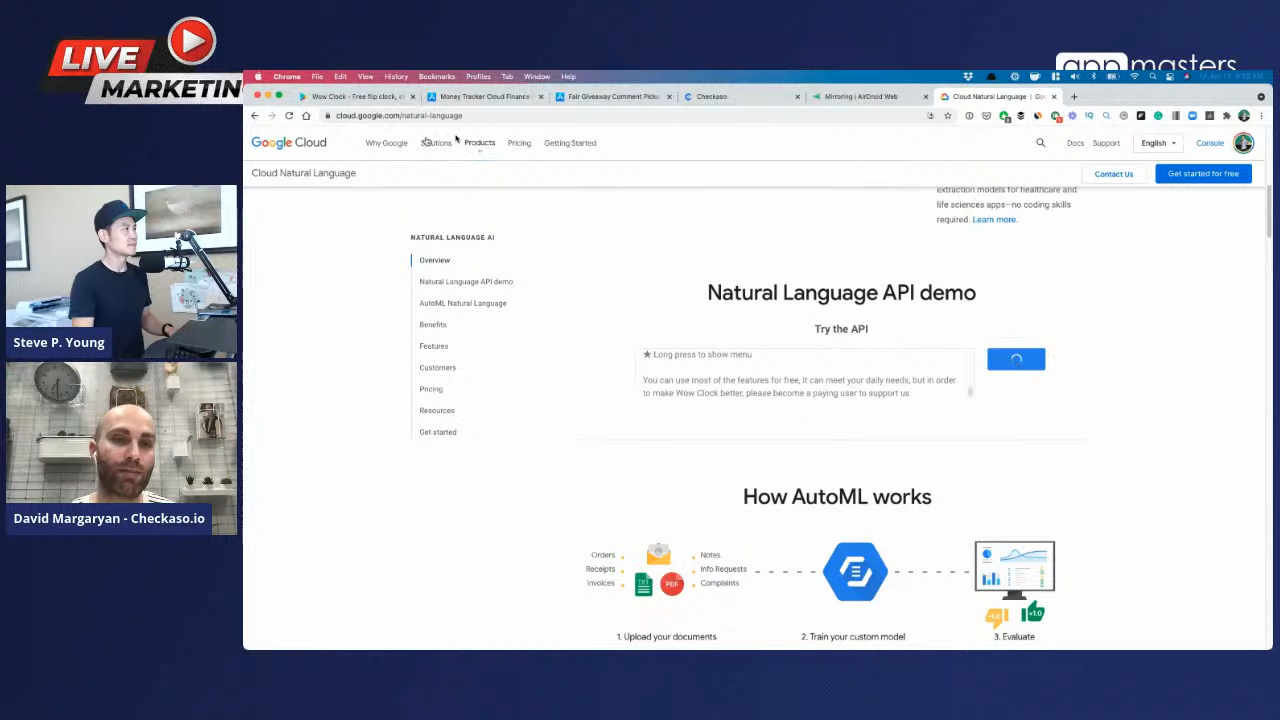 LIVE
MARKETIN
appmasters
Chrome File Edit View History Bookmarks Profiles Tab Window Help
Wow Clock - Free flip clock, s
Money Tracker Cloud Finance
Fair Giveaway Comment Picke
Checkaso
Mirroring | AirDroid Web
Cloud Natural Language | Goo
cloud.google.com/natural-language
Google Cloud
Why Google
Solutions
Products
Pricing
Getting Started
Docs
Support
English
Console
Cloud Natural Language
Contact Us
Get started for free
extraction models for healthcare and
life sciences apps—no coding skills
required. Learn more.
NATURAL LANGUAGE AI
Overview
Natural Language API demo
AutoML Natural Language
Benefits
Features
Customers
Pricing
Resources
Get started
Natural Language API demo
Try the API
★ Long press to show menu
You can use most of the features for free, it can meet your daily needs, but in order
to make Wow Clock better, please become a paying user to support us
How AutoML works
Orders
Receipts
Invoices
TXT
PDF
Notes
Info Requests
Complaints
+1.0
1. Upload your documents
2. Train your custom model
3. Evaluate
Steve P. Young
David Margaryan - Checkaso.io